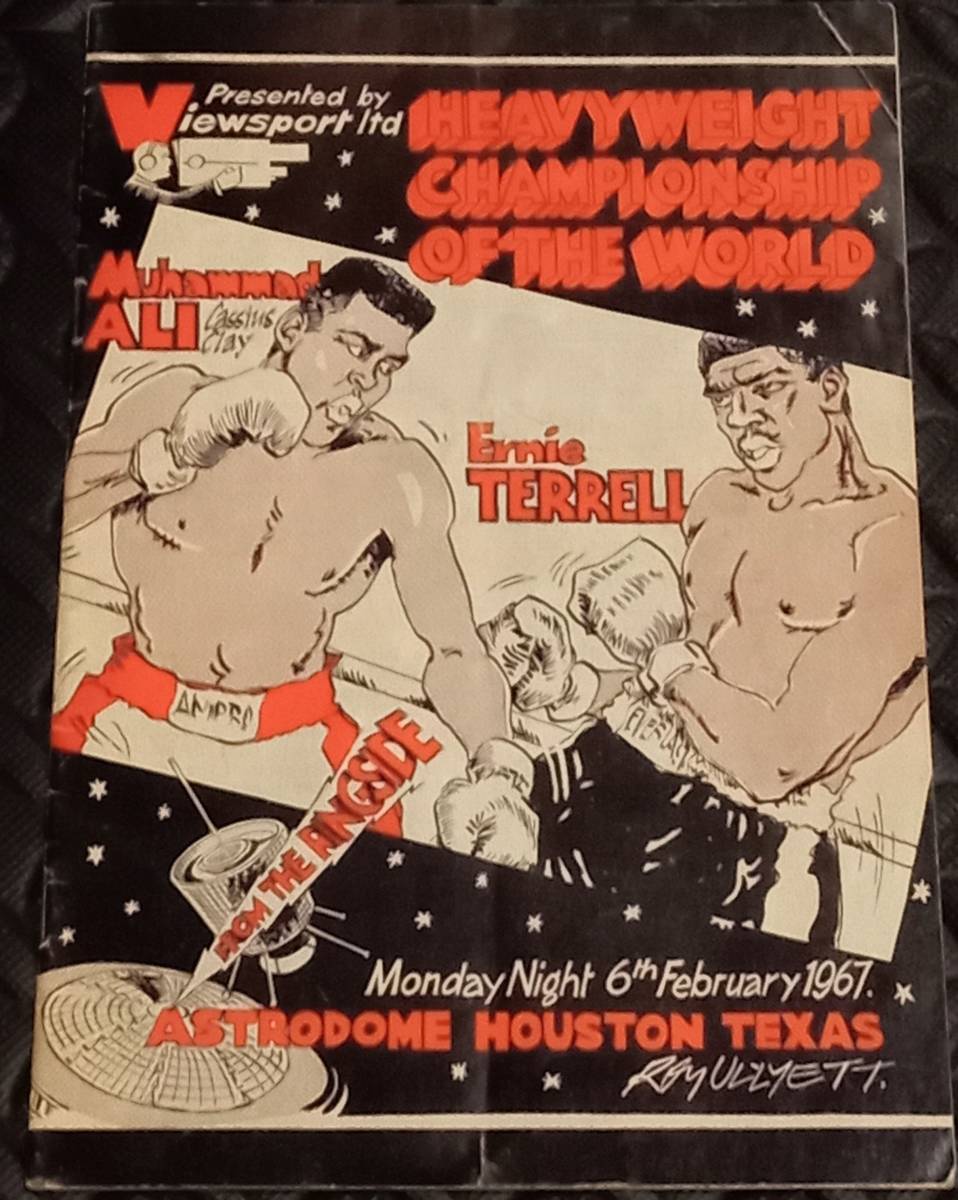 Presented by
Viewsport ltd
HEAVYWEIGHT
CHAMPIONSHIP
OF THE WORLD
Muhammad
ALI
Cassius
Clay
Ernie
TERRELL
FROM THE RINGSIDE
Monday Night 6th February 1967.
ASTRODOME HOUSTON TEXAS
ROY ULLYETT.